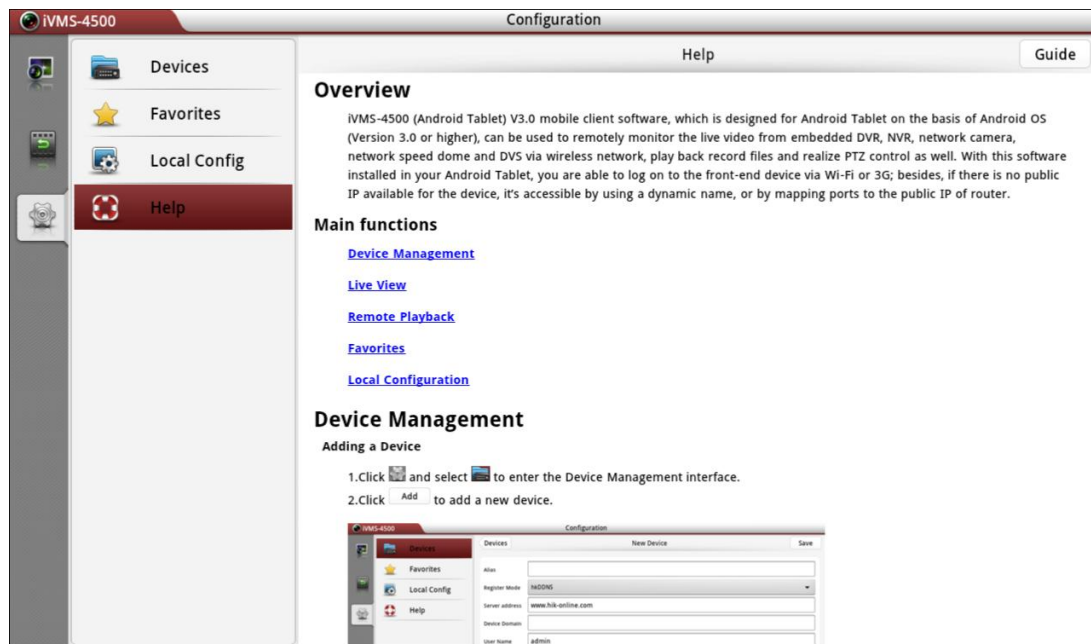 iVMS-4500
Configuration
Devices
Favorites
Local Config
Help
Help
Guide
Overview
iVMS-4500 (Android Tablet) V3.0 mobile client software, which is designed for Android Tablet on the basis of Android OS
(Version 3.0 or higher), can be used to remotely monitor the live video from embedded DVR, NVR, network camera,
network speed dome and DVS via wireless network, play back record files and realize PTZ control as well. With this software
installed in your Android Tablet, you are able to log on to the front-end device via Wi-Fi or 3G; besides, if there is no public
IP available for the device, it's accessible by using a dynamic name, or by mapping ports to the public IP of router.
Main functions
Device Management
Live View
Remote Playback
Favorites
Local Configuration
Device Management
Adding a Device
1.Click and select to enter the Device Management interface.
2.Click Add to add a new device.
iVMS-4500
Configuration
Devices
Favorites
Local Config
Help
Devices
New Device
Save
Alias
Register Mode
HiDDNS
Server address
www.hik-online.com
Device Domain
User Name
admin